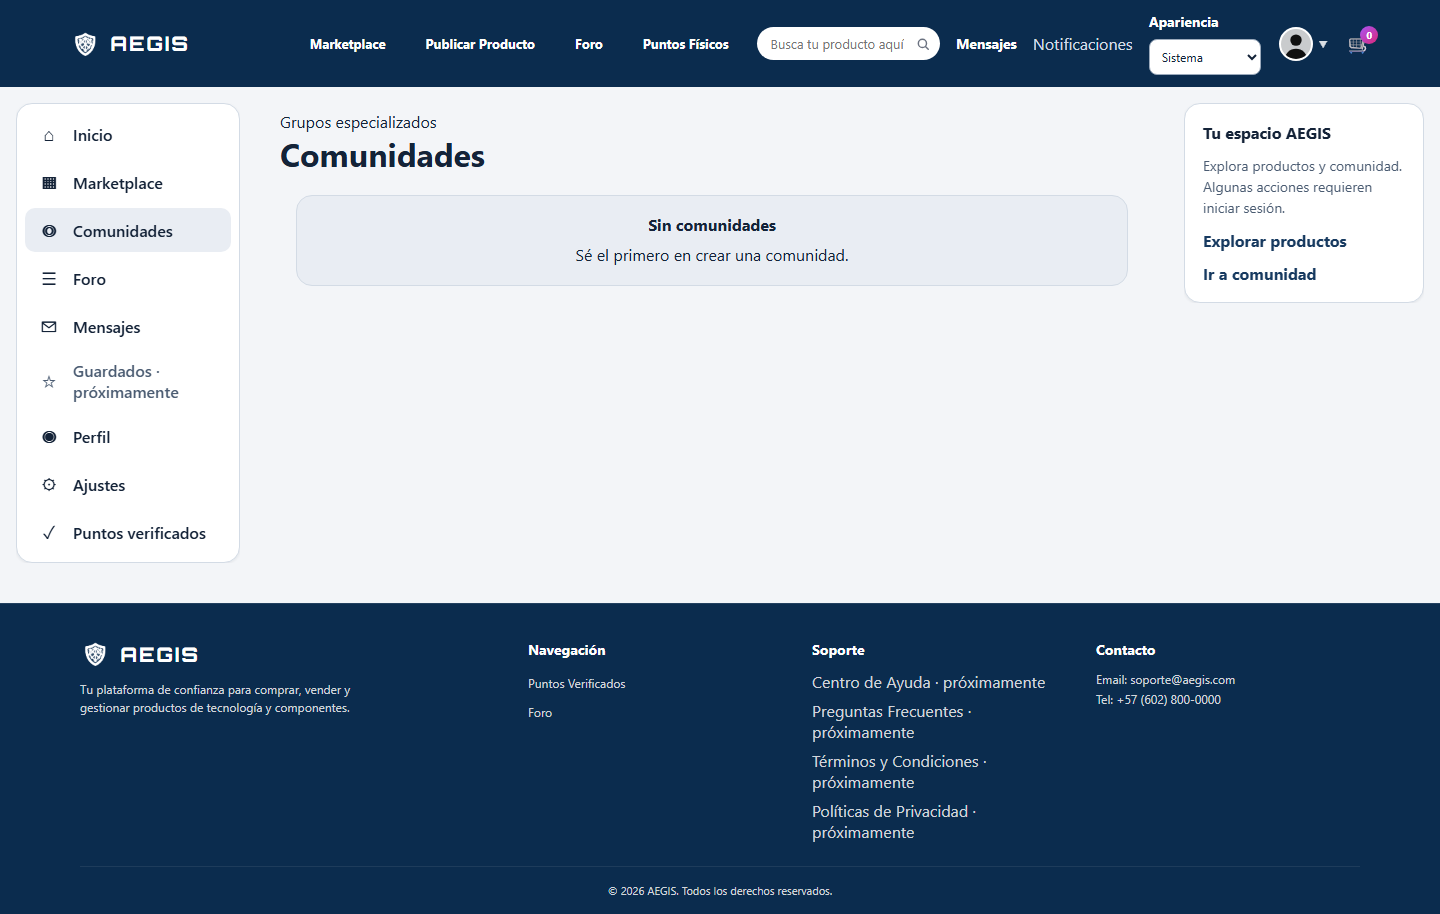 AEGIS
Marketplace
Publicar Producto
Foro
Puntos Físicos
Busca tu producto aquí
Mensajes
Notificaciones
Apariencia
Sistema
0
Inicio
Marketplace
Comunidades
Foro
Mensajes
Guardados ·
próximamente
Perfil
Ajustes
Puntos verificados
Grupos especializados
Comunidades
Sin comunidades
Sé el primero en crear una comunidad.
Tu espacio AEGIS
Explora productos y comunidad.
Algunas acciones requieren
iniciar sesión.
Explorar productos
Ir a comunidad
AEGIS
Tu plataforma de confianza para comprar, vender y
gestionar productos de tecnología y componentes.
Navegación
Puntos Verificados
Foro
Soporte
Centro de Ayuda · próximamente
Preguntas Frecuentes ·
próximamente
Términos y Condiciones ·
próximamente
Políticas de Privacidad ·
próximamente
Contacto
Email: soporte@aegis.com
Tel: +57 (602) 800-0000
© 2026 AEGIS. Todos los derechos reservados.